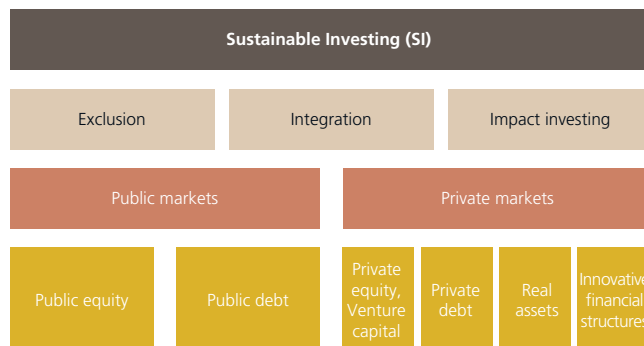 Sustainable Investing (SI)
Exclusion
Integration
Impact investing
Public markets
Private markets
Public equity
Public debt
Private
equity,
Venture
capital
Private
debt
Real
assets
Innovative
financial
structures